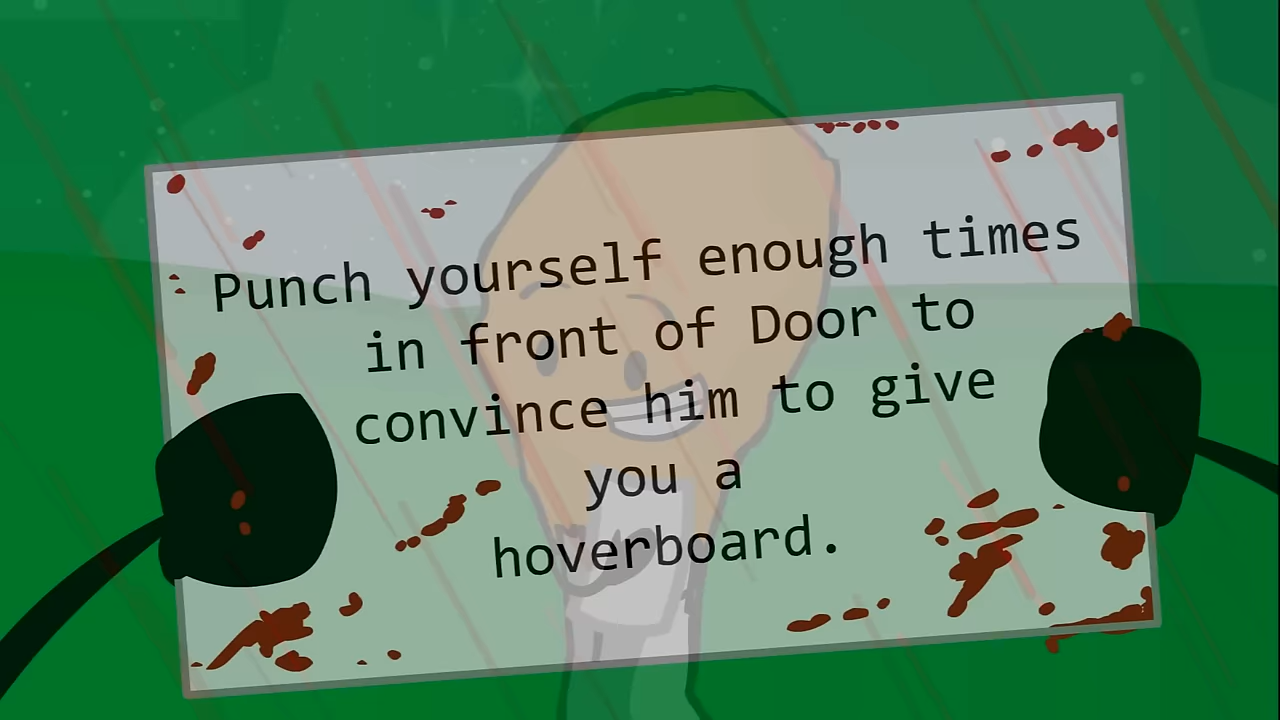 Punch yourself enough times
in front of Door to
convince him to give
you a
hoverboard.